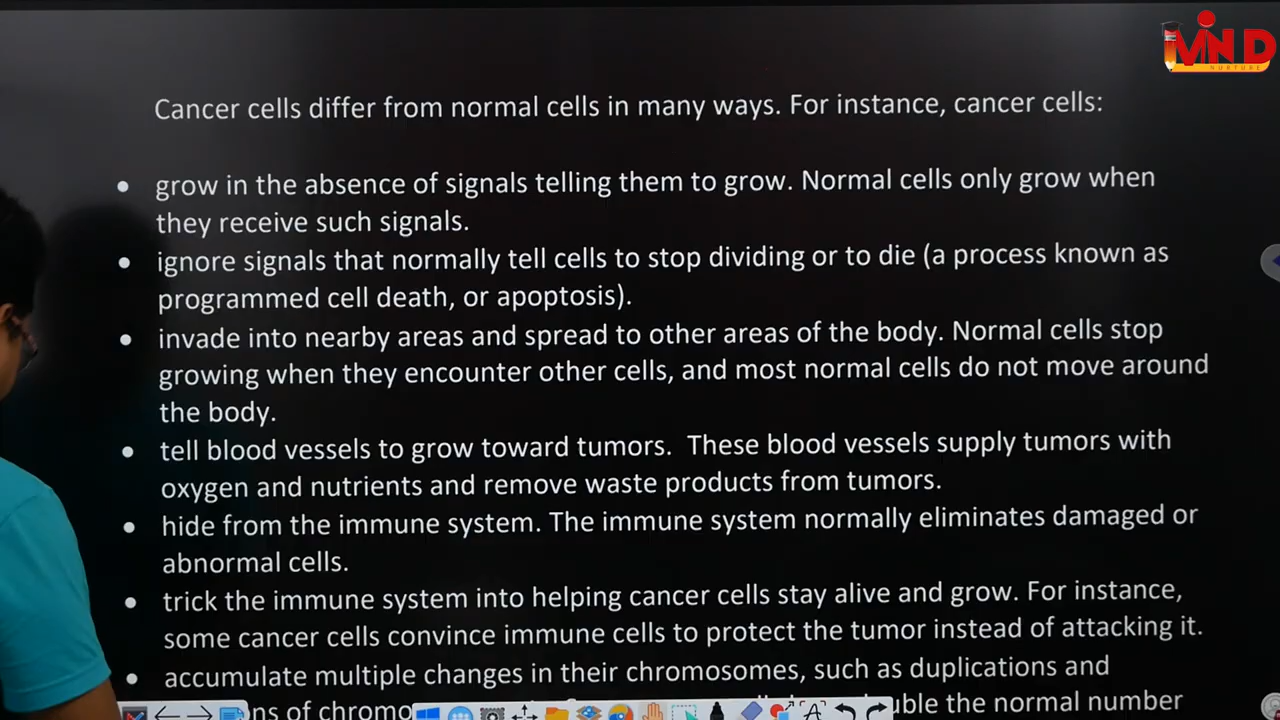 MIND
NURTURE
Cancer cells differ from normal cells in many ways. For instance, cancer cells:
• grow in the absence of signals telling them to grow. Normal cells only grow when
they receive such signals.
• ignore signals that normally tell cells to stop dividing or to die (a process known as
programmed cell death, or apoptosis).
• invade into nearby areas and spread to other areas of the body. Normal cells stop
growing when they encounter other cells, and most normal cells do not move around
the body.
• tell blood vessels to grow toward tumors. These blood vessels supply tumors with
oxygen and nutrients and remove waste products from tumors.
• hide from the immune system. The immune system normally eliminates damaged or
abnormal cells.
• trick the immune system into helping cancer cells stay alive and grow. For instance,
some cancer cells convince immune cells to protect the tumor instead of attacking it.
• accumulate multiple changes in their chromosomes, such as duplications and
of the normal number